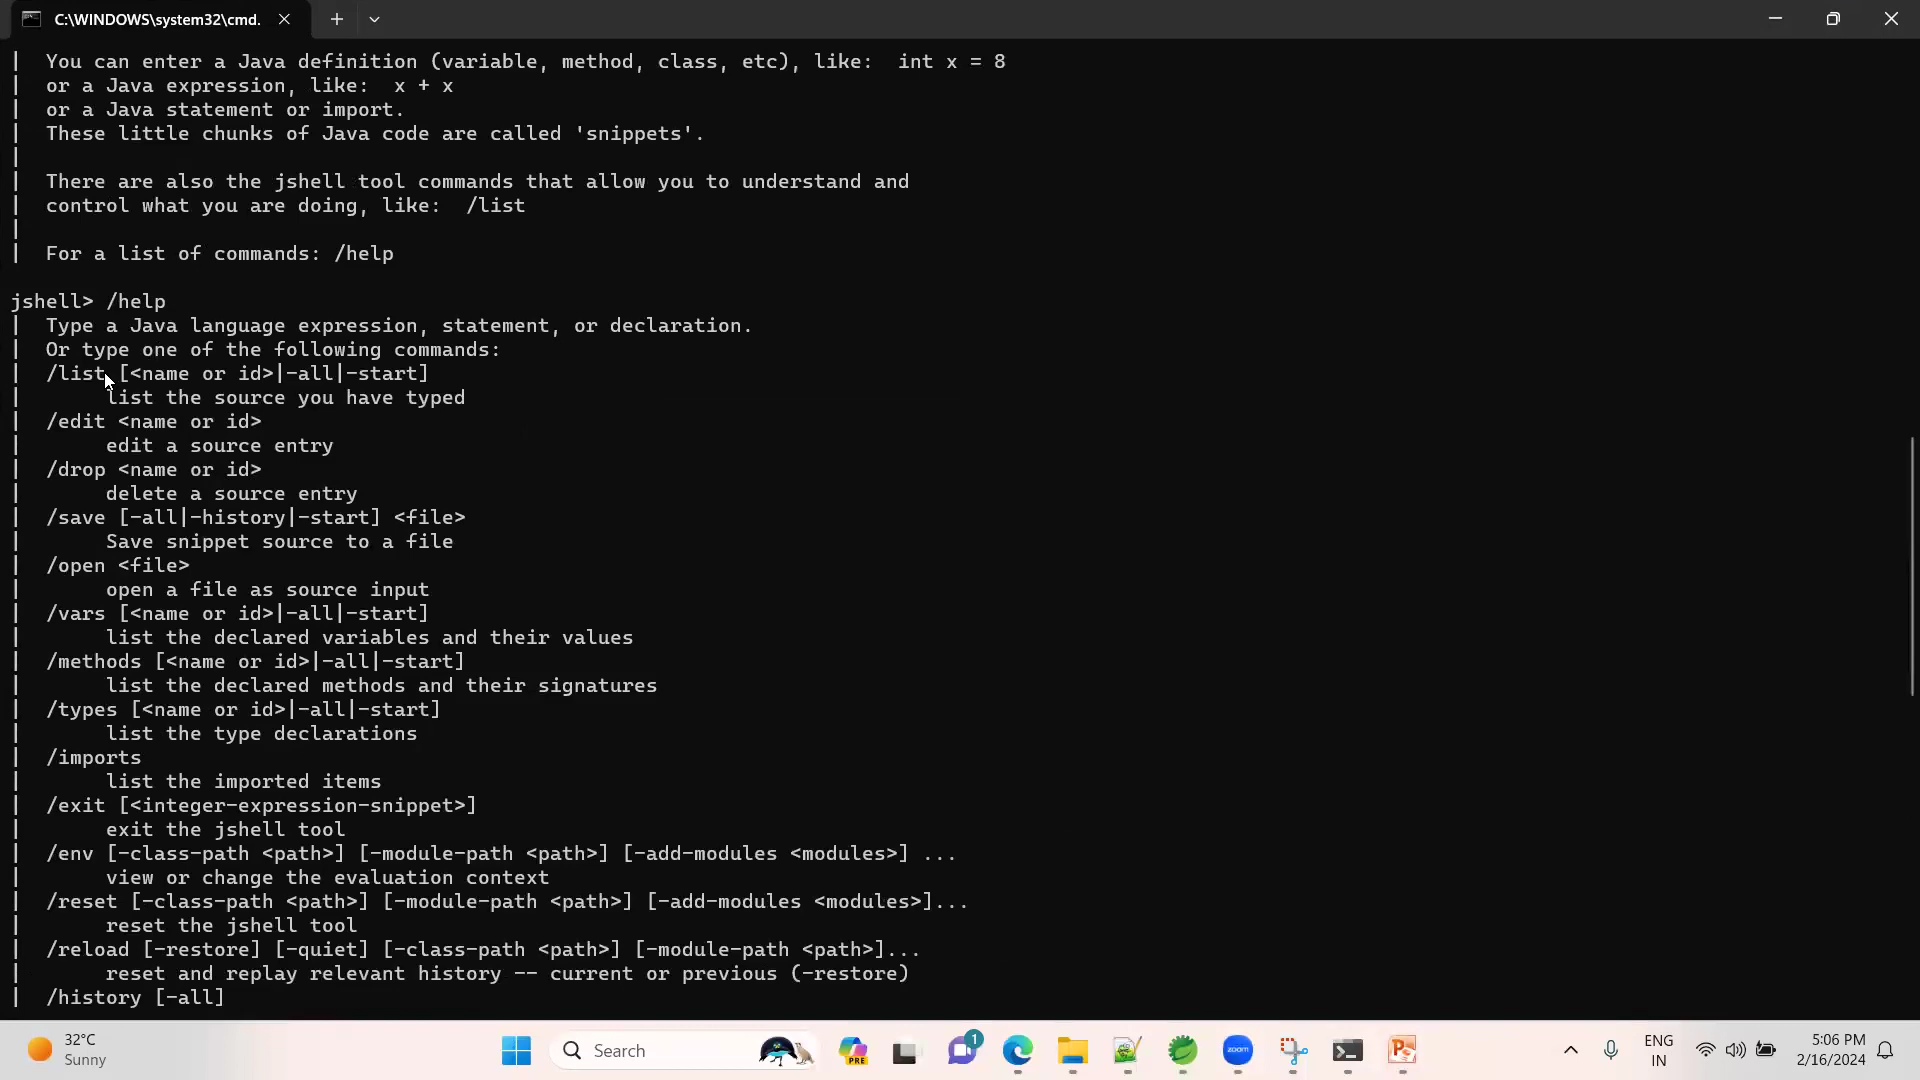 C:\WINDOWS\system32\cmd.
|  You can enter a Java definition (variable, method, class, etc), like:  int x = 8
|  or a Java expression, like:  x + x
|  or a Java statement or import.
|  These little chunks of Java code are called 'snippets'.
|
|  There are also the jshell tool commands that allow you to understand and
|  control what you are doing, like:  /list
|
|  For a list of commands: /help
jshell> /help
|  Type a Java language expression, statement, or declaration.
|  Or type one of the following commands:
|  /list [<name or id>|-all|-start]
|       list the source you have typed
|  /edit <name or id>
|       edit a source entry
|  /drop <name or id>
|       delete a source entry
|  /save [-all|-history|-start] <file>
|       Save snippet source to a file
|  /open <file>
|       open a file as source input
|  /vars [<name or id>|-all|-start]
|       list the declared variables and their values
|  /methods [<name or id>|-all|-start]
|       list the declared methods and their signatures
|  /types [<name or id>|-all|-start]
|       list the type declarations
|  /imports
|       list the imported items
|  /exit [<integer-expression-snippet>]
|       exit the jshell tool
|  /env [-class-path <path>] [-module-path <path>] [-add-modules <modules>] ...
|       view or change the evaluation context
|  /reset [-class-path <path>] [-module-path <path>] [-add-modules <modules>]...
|       reset the jshell tool
|  /reload [-restore] [-quiet] [-class-path <path>] [-module-path <path>]...
|       reset and replay relevant history -- current or previous (-restore)
|  /history [-all]
32°C
Sunny
Search
PRE
1
zoom
ENG
IN
5:06 PM
2/16/2024